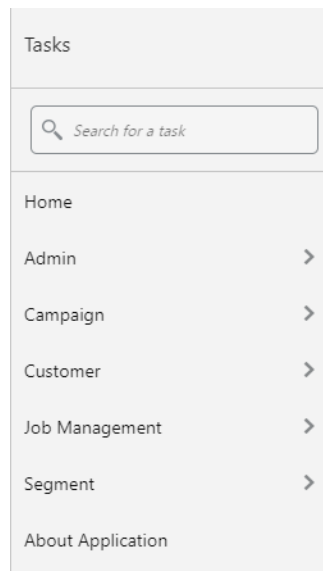 Tasks
Search for a task
Home
Admin
Campaign
Customer
Job Management
Segment
About Application